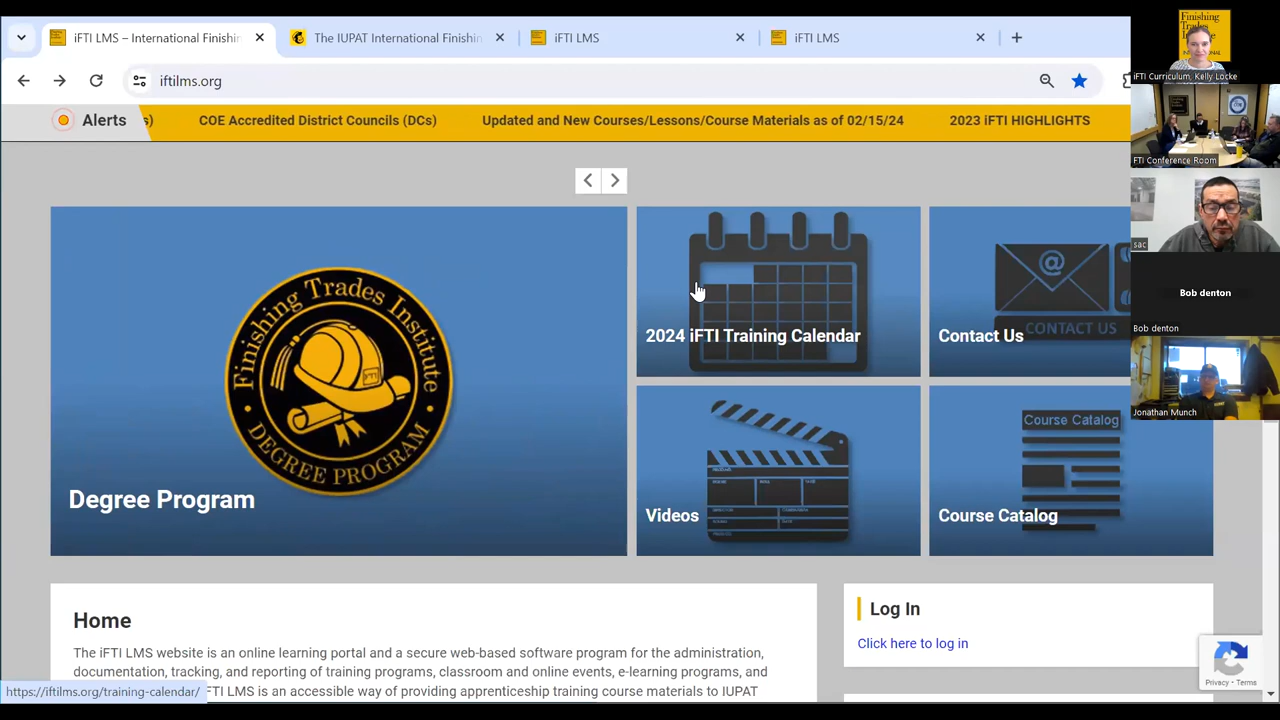 iFTI LMS – International Finishin
The IUPAT International Finishin
iFTI LMS
iFTI LMS
iftilms.org
Alerts
s)
COE Accredited District Councils (DCs)
Updated and New Courses/Lessons/Course Materials as of 02/15/24
2023 iFTI HIGHLIGHTS
Finishing Trades Institute
DEGREE PROGRAM
FTI
Degree Program
2024 iFTI Training Calendar
@
CONTACT US
Contact Us
Videos
Course Catalog
Course Catalog
Home
The iFTI LMS website is an online learning portal and a secure web-based software program for the administration,
documentation, tracking, and reporting of training programs, classroom and online events, e-learning programs, and
FTI LMS is an accessible way of providing apprenticeship training course materials to IUPAT
https://iftilms.org/training-calendar/
Log In
Click here to log in
Privacy • Terms
Finishing
Trades
Institute
INTERNATIONAL
iFTI Curriculum, Kelly Locke
FTI Conference Room
sac
Bob denton
Bob denton
Jonathan Munch